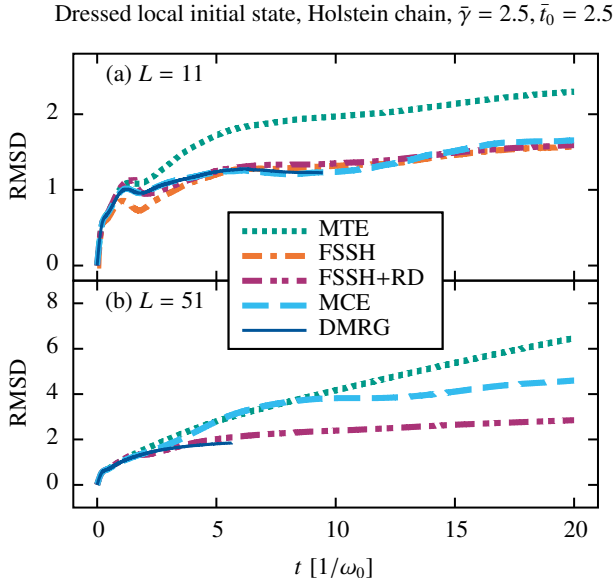 Dressed local initial state, Holstein chain, γ̄ = 2.5, t̄₀ = 2.5
(a) L = 11
RMSD
2
1
0
MTE
FSSH
FSSH+RD
MCE
DMRG
(b) L = 51
RMSD
8
6
4
2
0
0 5 10 15 20
t [1/ω₀]